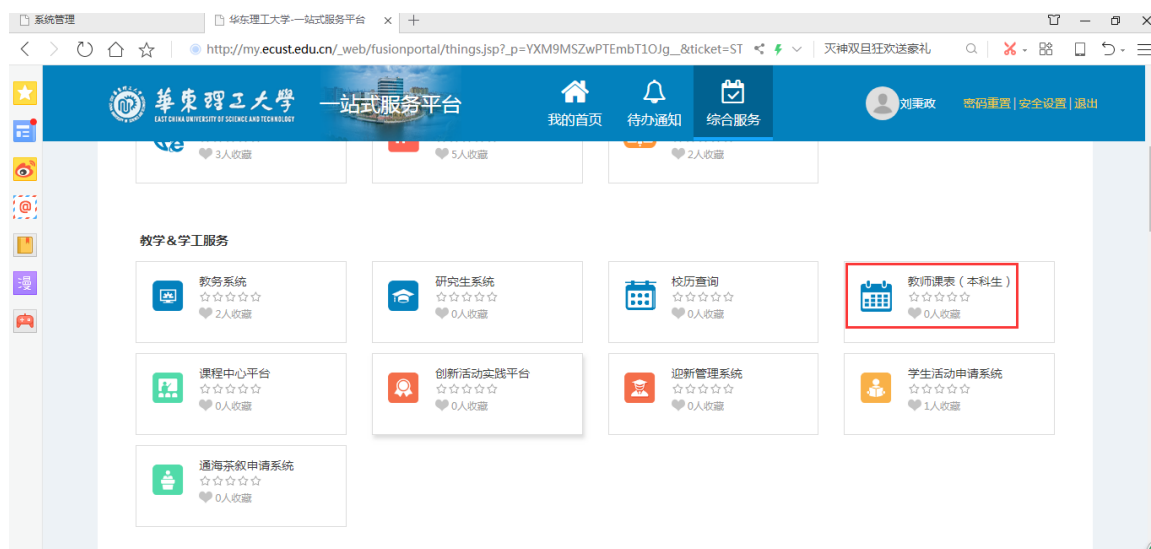 系统管理
华东理工大学-一站式服务平台
http://my.ecust.edu.cn/_web/fusionportal/things.jsp?_p=YXM9MSZwPTEmbT1OJg__&ticket=ST
灭神双旦狂欢送豪礼
華東理工大學
EAST CHINA UNIVERSITY OF SCIENCE AND TECHNOLOGY
一站式服务平台
我的首页
待办通知
综合服务
刘秉政
密码重置|安全设置|退出
3人收藏
5人收藏
2人收藏
教学&学工服务
教务系统
2人收藏
研究生系统
0人收藏
校历查询
0人收藏
教师课表（本科生）
0人收藏
课程中心平台
0人收藏
创新活动实践平台
0人收藏
迎新管理系统
0人收藏
学生活动申请系统
1人收藏
通海茶叙申请系统
0人收藏
漫